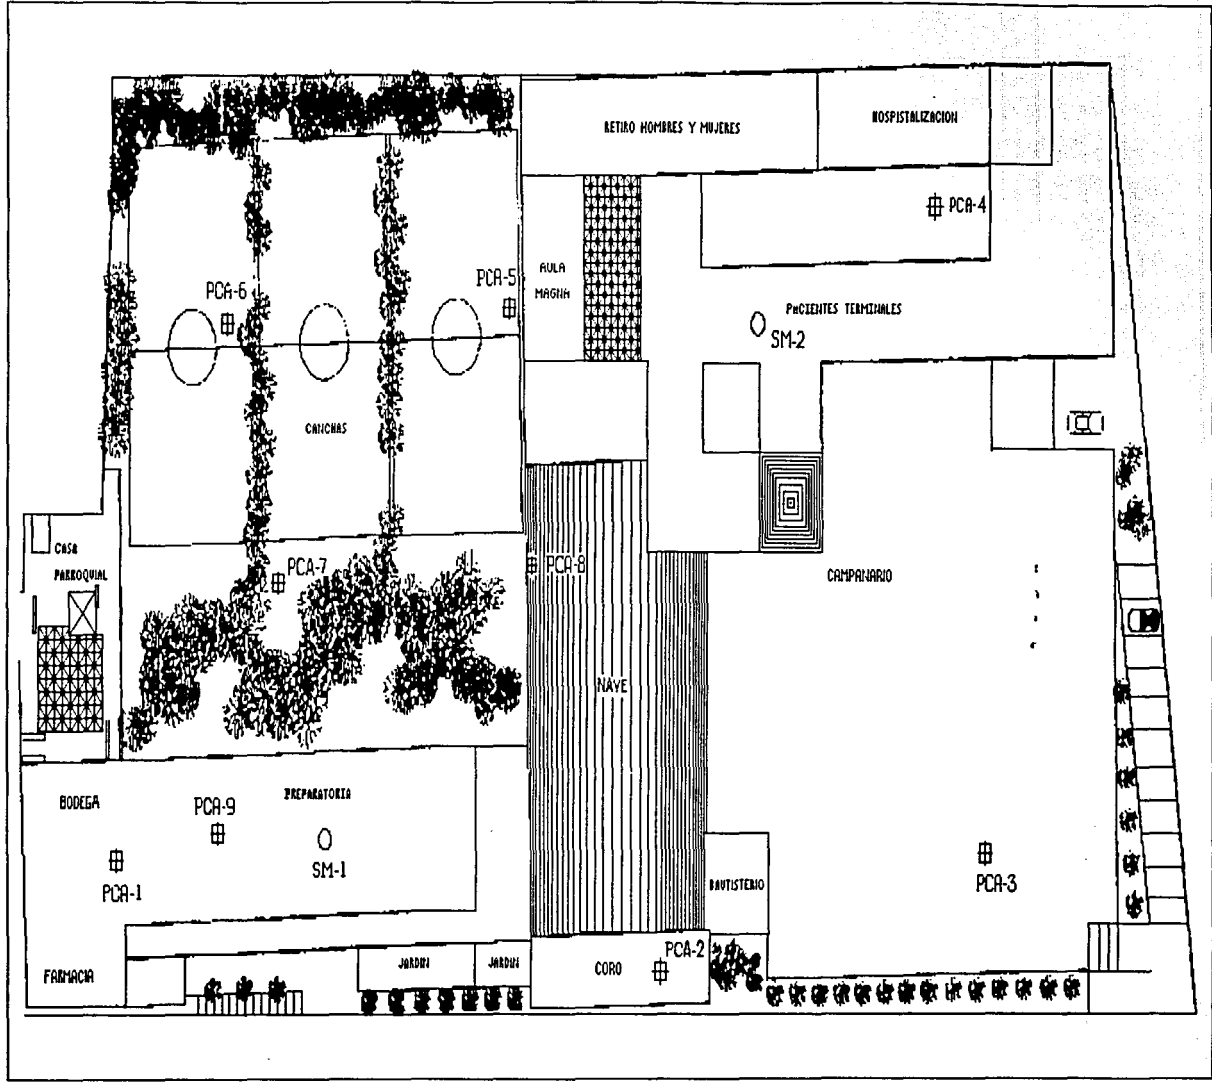 HOSPITALIZACION
RETIRO HOMBRES Y MUJERES
PCA-4
AULA
MAGNA
PCA-5
PCA-6
PACIENTES TERMINALES
SM-2
CANCHAS
CASA
PARROQUIAL
PCA-7
PCA-8
CAMPANARIO
NAVE
BODEGA
PREPARATORIA
PCA-9
SM-1
PCA-1
PCA-3
BAUTISTERIO
PCA-2
FARMACIA
JARDIN
JARDIN
CORO